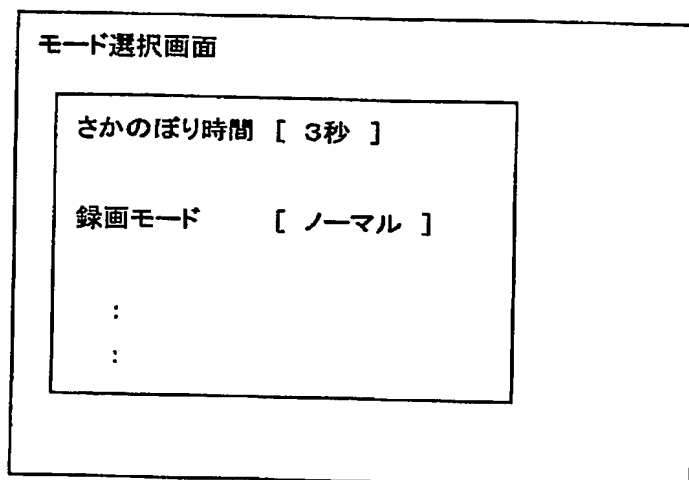 モード選択画面
さかのぼり時間 [ 3秒 ]
録画モード [ ノーマル ]
:
: